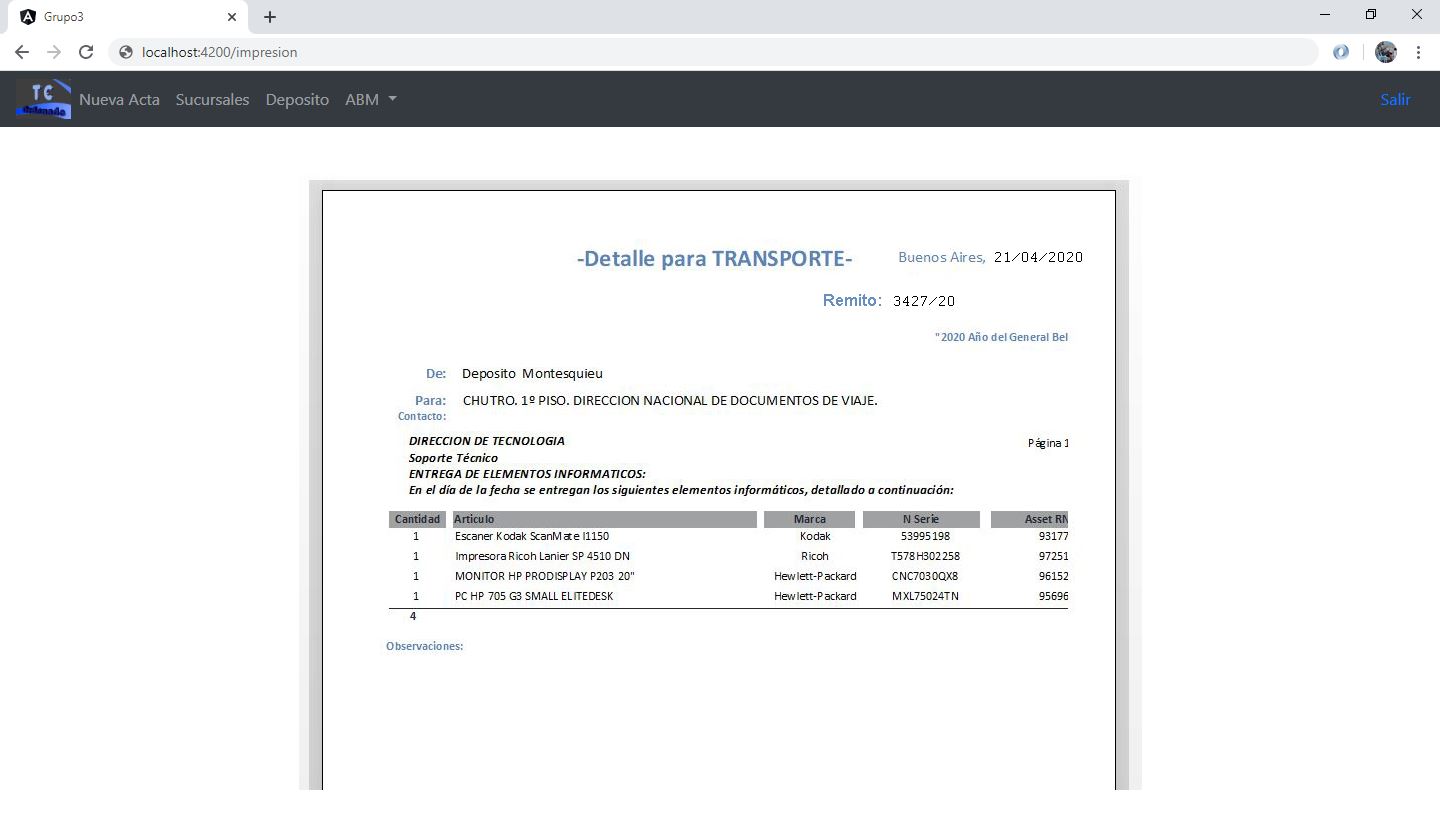 Grupo3
localhost:4200/impresion
TC
Nueva Acta Sucursales Deposito ABM Salir
-Detalle para TRANSPORTE- Buenos Aires, 21/04/2020
Remito: 3427/20
"2020 Año del General Bel
De: Deposito Montesquieu
Para: CHUTRO. 1º PISO. DIRECCION NACIONAL DE DOCUMENTOS DE VIAJE.
Contacto:
DIRECCION DE TECNOLOGIA Página 1
Soporte Técnico
ENTREGA DE ELEMENTOS INFORMATICOS:
En el día de la fecha se entregan los siguientes elementos informáticos, detallado a continuación:
Cantidad Articulo Marca N Serie Asset RN
1 Escaner Kodak ScanMate I1150 Kodak 53995198 93177
1 Impresora Ricoh Lanier SP 4510 DN Ricoh T578H302258 97251
1 MONITOR HP PRODISPLAY P203 20" Hewlett-Packard CNC7030QX8 96152
1 PC HP 705 G3 SMALL ELITEDESK Hewlett-Packard MXL75024TN 95696
4
Observaciones: